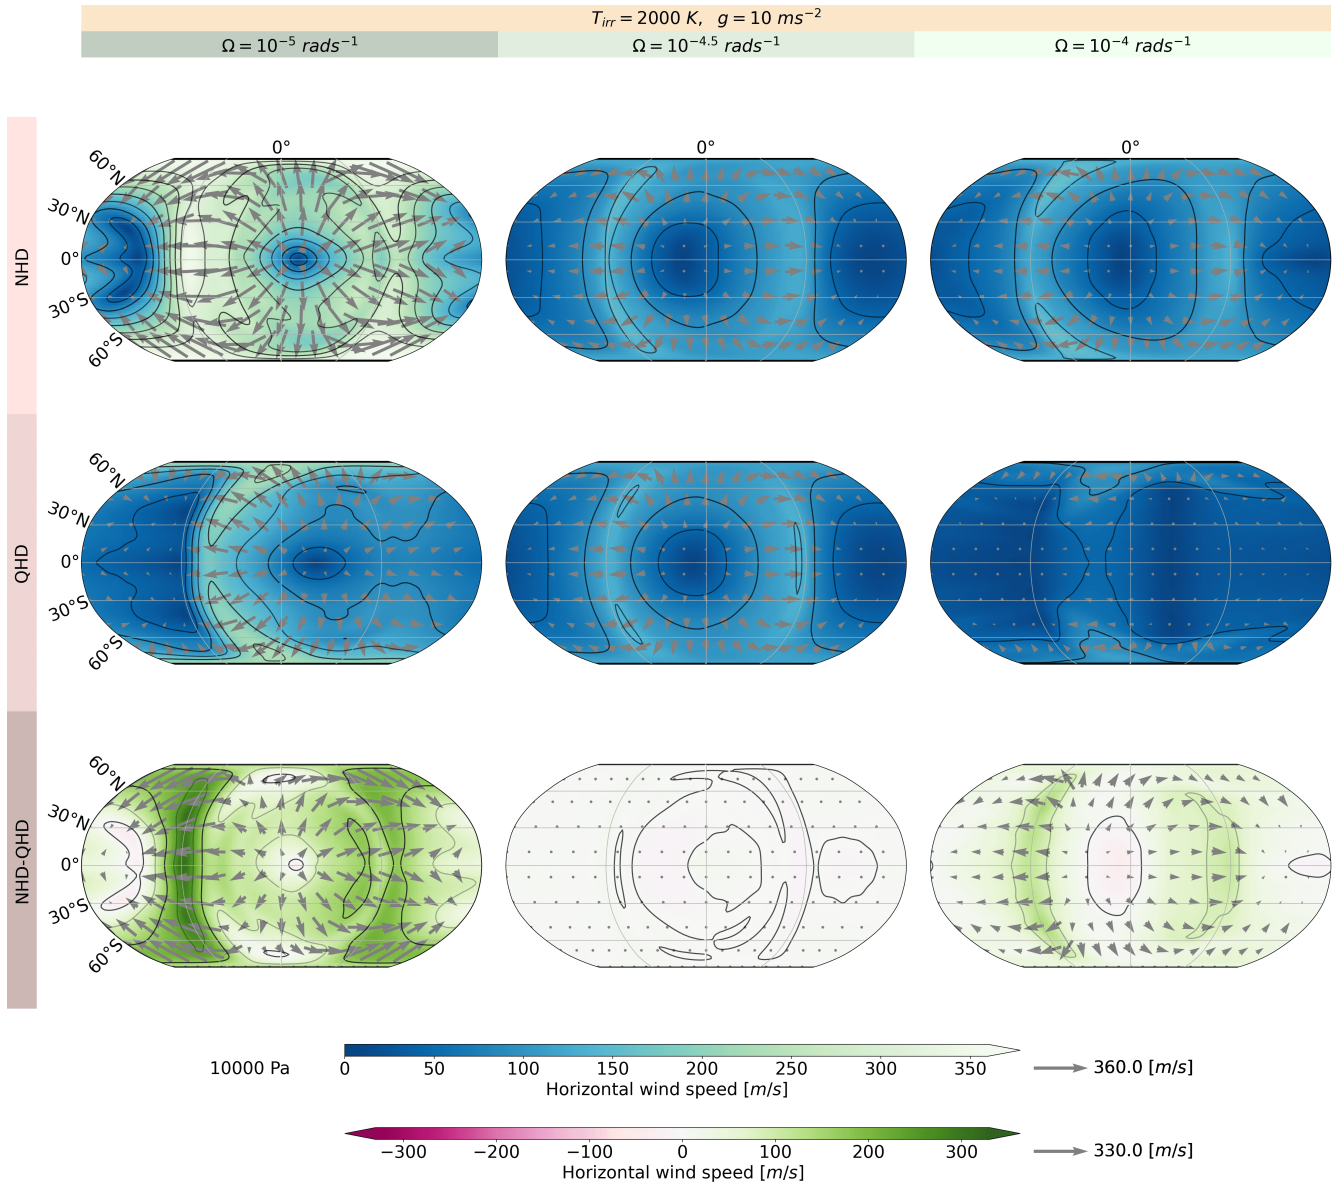 T_irr = 2000 K, g = 10 ms⁻²
Ω = 10⁻⁵ rads⁻¹
Ω = 10⁻⁴·⁵ rads⁻¹
Ω = 10⁻⁴ rads⁻¹
0°
0°
0°
NHD
60°N
30°N
0°
30°S
60°S
QHD
60°N
30°N
0°
30°S
60°S
NHD-QHD
60°N
30°N
0°
30°S
60°S
10000 Pa
0 50 100 150 200 250 300 350
Horizontal wind speed [m/s]
360.0 [m/s]
−300 −200 −100 0 100 200 300
Horizontal wind speed [m/s]
330.0 [m/s]